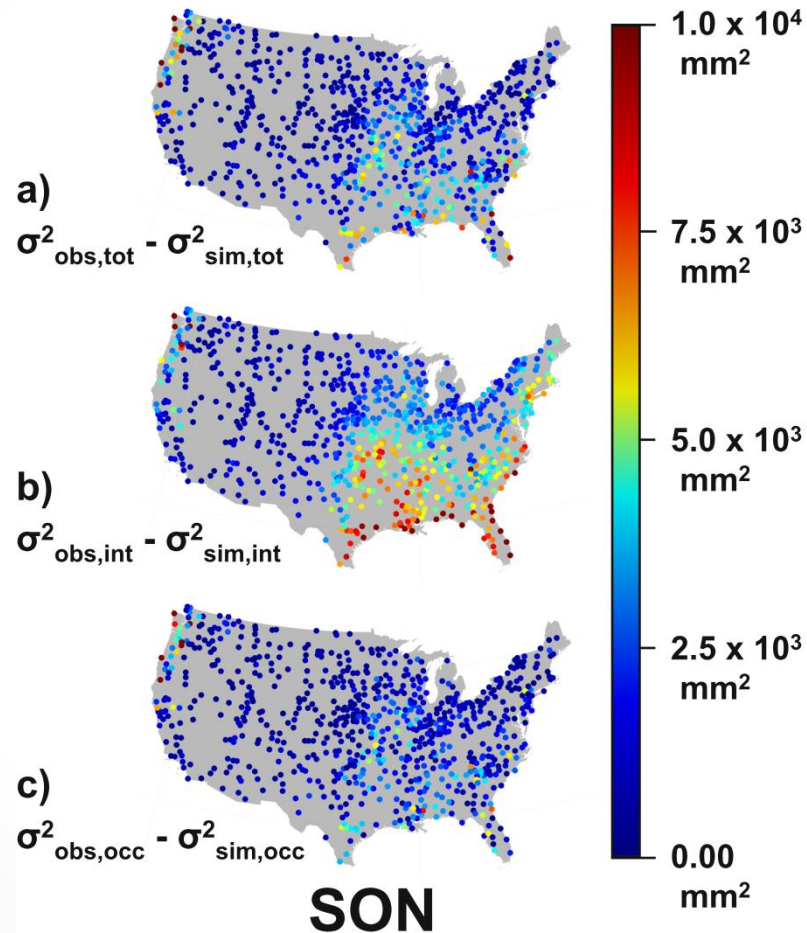 a)
σ²obs,tot - σ²sim,tot
b)
σ²obs,int - σ²sim,int
c)
σ²obs,occ - σ²sim,occ
SON
1.0 x 10⁴
mm²
7.5 x 10³
mm²
5.0 x 10³
mm²
2.5 x 10³
mm²
0.00
mm²